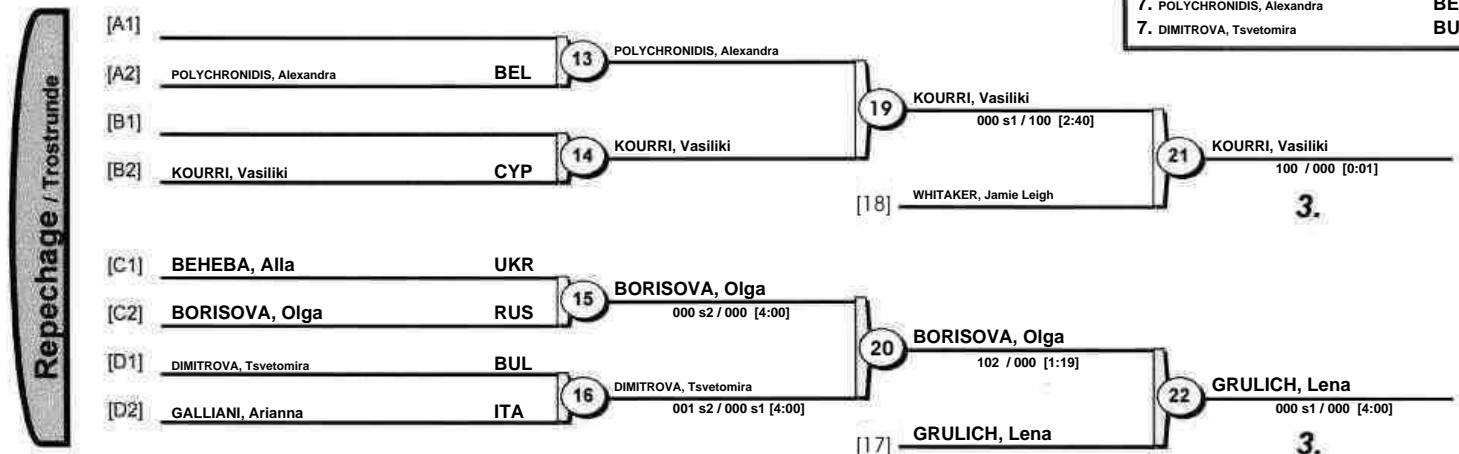 7. POLYCHRONIDIS, Alexandra BE
7. DIMITROVA, Tsvetomira BU
Repechage / Trostrunde
[A1]
[A2] POLYCHRONIDIS, Alexandra BEL
13
POLYCHRONIDIS, Alexandra
[B1]
[B2] KOURRI, Vasiliki CYP
14
KOURRI, Vasiliki
19
KOURRI, Vasiliki
000 s1 / 100 [2:40]
[18] WHITAKER, Jamie Leigh
21
KOURRI, Vasiliki
100 / 000 [0:01]
3.
[C1] BEHEBA, Alla UKR
[C2] BORISOVA, Olga RUS
15
BORISOVA, Olga
000 s2 / 000 [4:00]
[D1] DIMITROVA, Tsvetomira BUL
[D2] GALLIANI, Arianna ITA
16
DIMITROVA, Tsvetomira
001 s2 / 000 s1 [4:00]
20
BORISOVA, Olga
102 / 000 [1:19]
[17] GRULICH, Lena
22
GRULICH, Lena
000 s1 / 000 [4:00]
3.